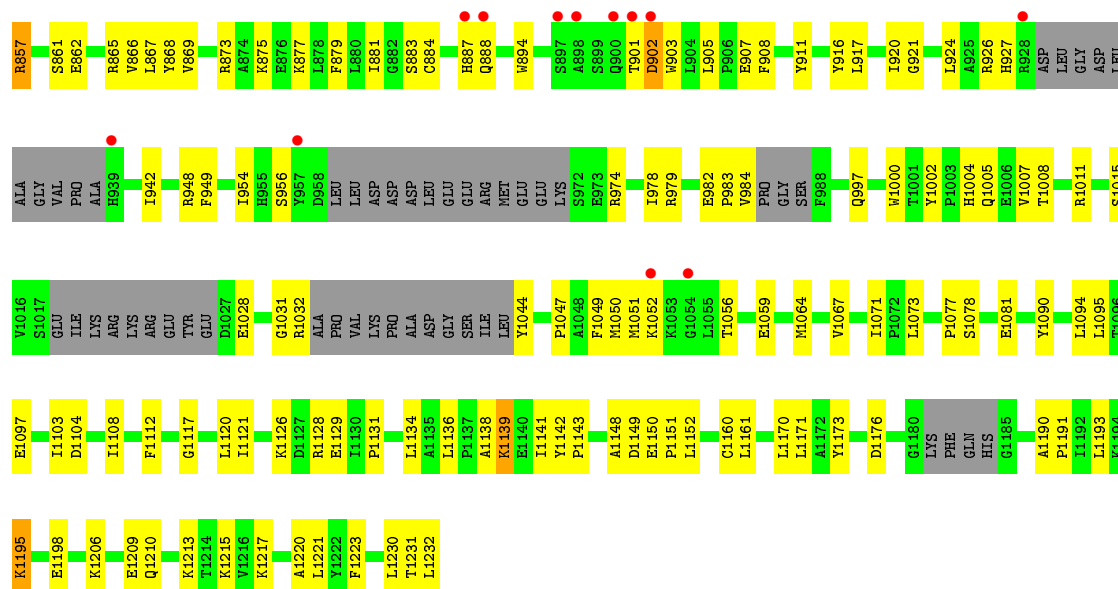 R857 S861 E862 R865 V866 L867 Y868 V869 R873 A874 K875 E876 K877 L878 F879 L880 I881 G882 S883 C884 H887 Q888 W894 S897 A898 S899 Q900 T901 D902 W903 L904 L905 P906 E907 F908 Y911 Y916 L917 I920 G921 L924 A925 R926 H927 R928 ASP LEU GLY ASP LEU
ALA GLY VAL PRO ALA H939 I942 R948 F949 I954 H955 S956 Y957 D958 LEU LEU ASP ASP ASP LEU GLU GLU ARG MET GLU GLU LYS S972 E973 R974 I978 R979 E982 P983 V984 PRO GLY SER F988 Q997 W1000 T1001 Y1002 P1003 H1004 Q1005 E1006 V1007 T1008 R1011 S1015
V1016 S1017 GLU ILE LYS ARG LYS ARG GLU TYR GLU D1027 E1028 G1031 R1032 ALA PRO VAL LYS PRO ALA ASP GLY SER ILE LEU Y1044 P1047 A1048 F1049 M1050 M1051 K1052 K1053 G1054 L1055 T1056 E1059 M1064 V1067 I1071 P1072 L1073 P1077 S1078 E1081 Y1090 L1094 L1095 T1096
E1097 I1103 D1104 I1108 F1112 G1117 L1120 I1121 K1126 D1127 R1128 E1129 I1130 P1131 L1134 A1135 L1136 P1137 A1138 K1139 E1140 I1141 Y1142 P1143 A1148 D1149 E1150 P1151 L1152 C1160 L1161 L1170 L1171 A1172 Y1173 D1176 G1180 LYS PHE GLN HIS G1185 A1190 P1191 I1192 L1193 K1194
K1195 E1198 K1206 E1209 Q1210 K1213 T1214 K1215 V1216 K1217 A1220 L1221 Y1222 F1223 L1230 T1231 L1232